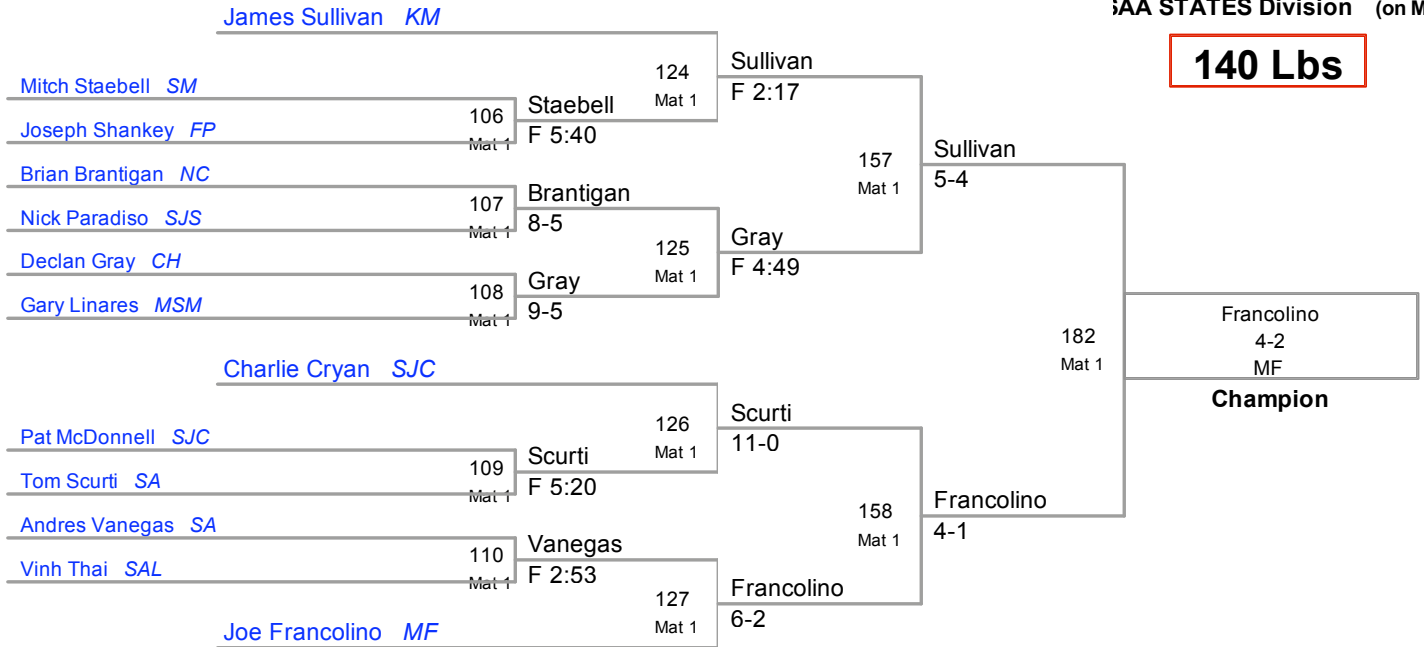 James Sullivan KM
STATES Division (on
140 Lbs
Mitch Staebell SM
124
Mat 1
Sullivan
F 2:17
106
Mat 1
Staebell
F 5:40
Joseph Shankey FP
Brian Brantigan NC
157
Mat 1
Sullivan
5-4
107
Mat 1
Brantigan
8-5
Nick Paradiso SJS
Declan Gray CH
125
Mat 1
Gray
F 4:49
108
Mat 1
Gray
9-5
Gary Linares MSM
182
Mat 1
Francolino
4-2
MF
Champion
Charlie Cryan SJC
126
Mat 1
Scurti
11-0
Pat McDonnell SJC
109
Mat 1
Scurti
F 5:20
Tom Scurti SA
158
Mat 1
Francolino
4-1
Andres Vanegas SA
110
Mat 1
Vanegas
F 2:53
Vinh Thai SAL
127
Mat 1
Francolino
6-2
Joe Francolino MF